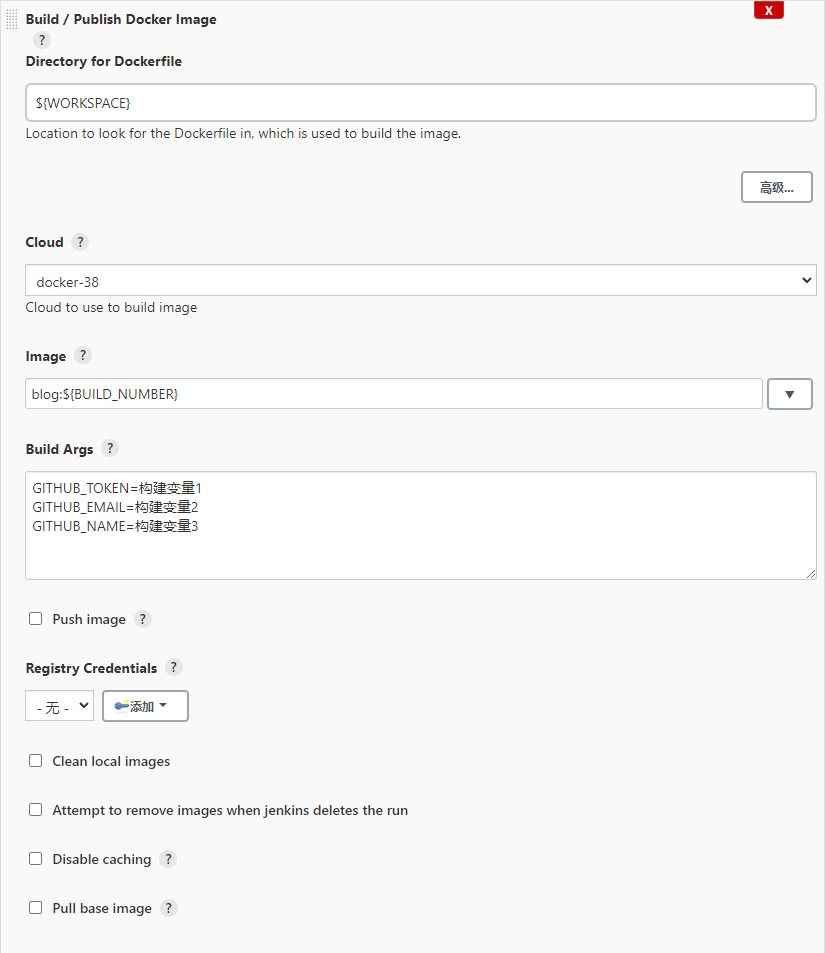 Build / Publish Docker Image
X
?
Directory for Dockerfile
${WORKSPACE}
Location to look for the Dockerfile in, which is used to build the image.
高级...
Cloud ?
docker-38
Cloud to use to build image
Image ?
blog:${BUILD_NUMBER}
▼
Build Args ?
GITHUB_TOKEN=构建变量1
GITHUB_EMAIL=构建变量2
GITHUB_NAME=构建变量3
Push image ?
Registry Credentials ?
- 无 - 添加
Clean local images
Attempt to remove images when jenkins deletes the run
Disable caching ?
Pull base image ?